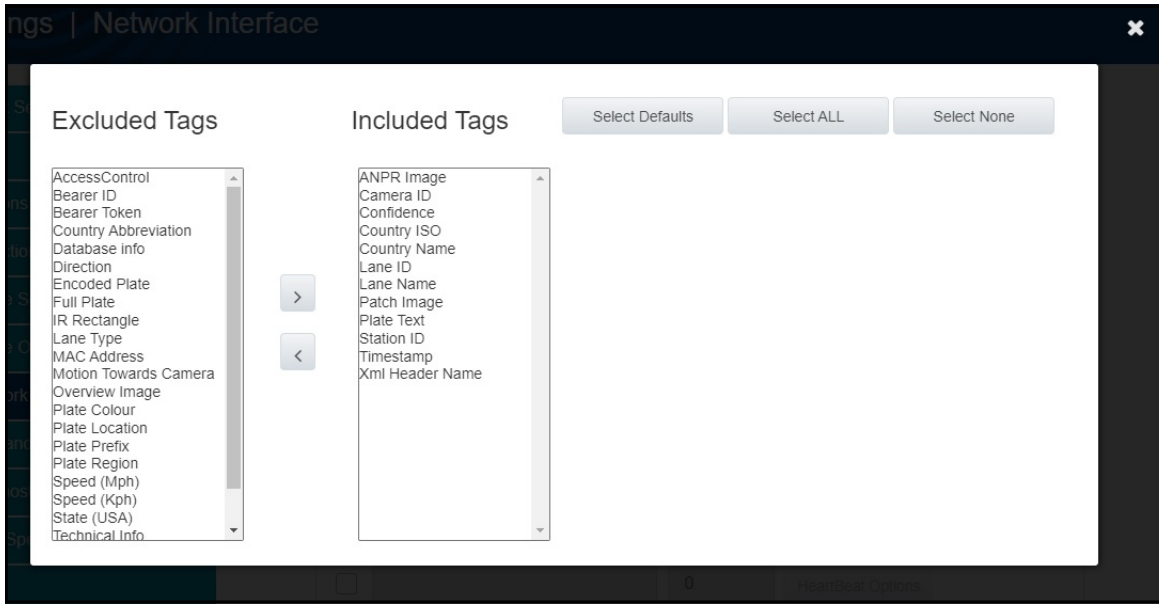 ngs | Network Interface
Excluded Tags
Included Tags
Select Defaults
Select ALL
Select None
AccessControl
Bearer ID
Bearer Token
Country Abbreviation
Database info
Direction
Encoded Plate
Full Plate
IR Rectangle
Lane Type
MAC Address
Motion Towards Camera
Overview Image
Plate Colour
Plate Location
Plate Prefix
Plate Region
Speed (Mph)
Speed (Kph)
State (USA)
Technical Info
>
<
ANPR Image
Camera ID
Confidence
Country ISO
Country Name
Lane ID
Lane Name
Patch Image
Plate Text
Station ID
Timestamp
Xml Header Name
0
HeartBeat Options